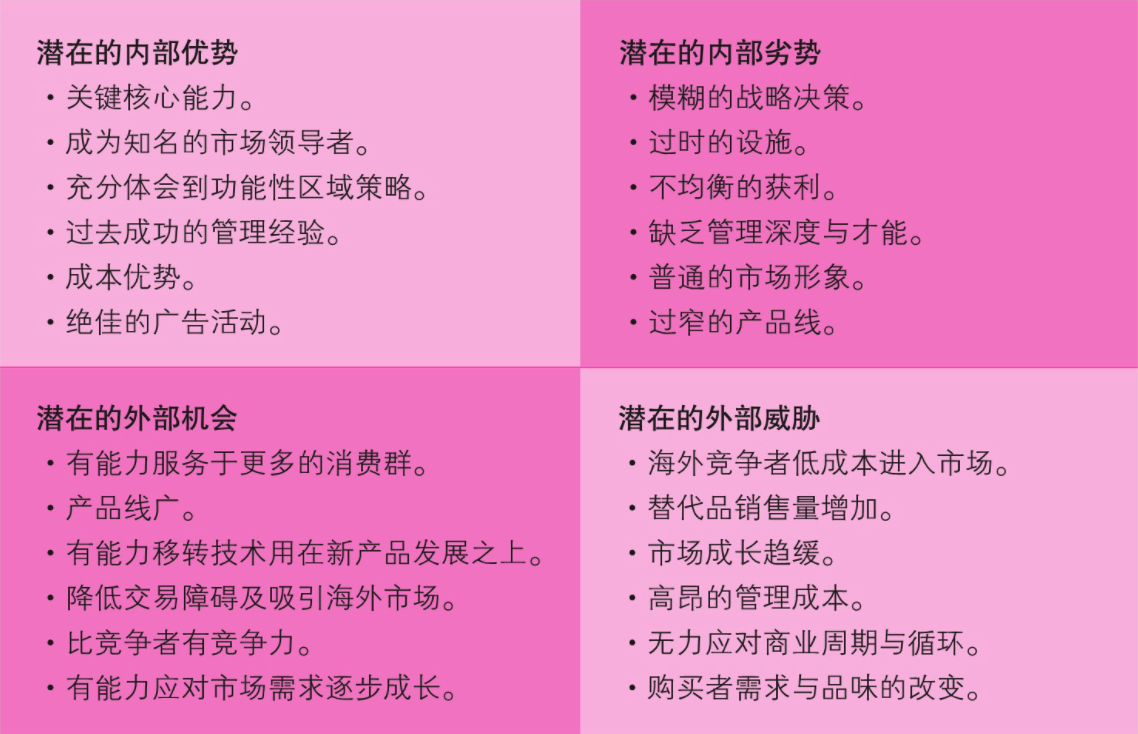 潜在的内部优势
·关键核心能力。
·成为知名的市场领导者。
·充分体会到功能性区域策略。
·过去成功的管理经验。
·成本优势。
·绝佳的广告活动。
潜在的内部劣势
·模糊的战略决策。
·过时的设施。
·不均衡的获利。
·缺乏管理深度与才能。
·普通的市场形象。
·过窄的产品线。
潜在的外部机会
·有能力服务于更多的消费群。
·产品线广。
·有能力移转技术用在新产品发展之上。
·降低交易障碍及吸引海外市场。
·比竞争者有竞争力。
·有能力应对市场需求逐步成长。
潜在的外部威胁
·海外竞争者低成本进入市场。
·替代品销售量增加。
·市场成长趋缓。
·高昂的管理成本。
·无力应对商业周期与循环。
·购买者需求与品味的改变。